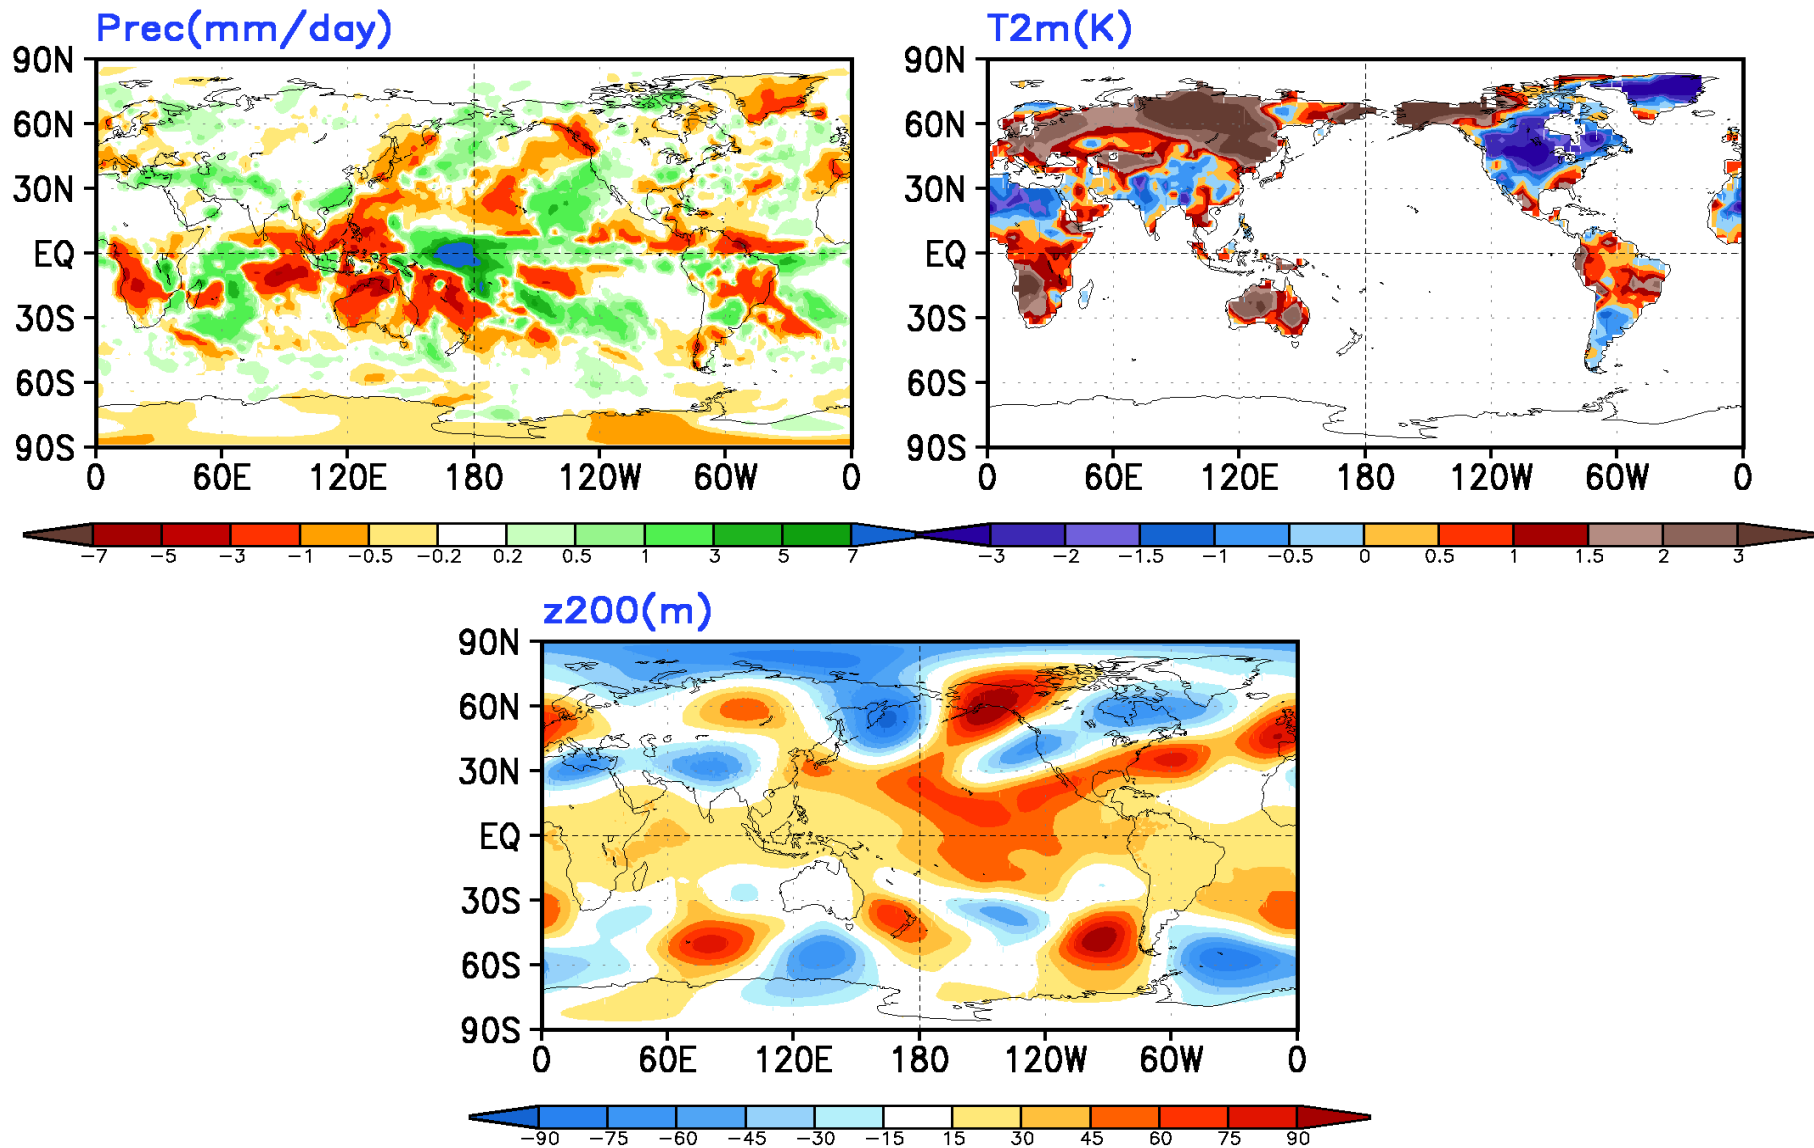 Prec(mm/day)
90N
60N
30N
EQ
30S
60S
90S
0 60E 120E 180 120W 60W 0
-7 -5 -3 -1 -0.5 -0.2 0.2 0.5 1 3 5 7
T2m(K)
90N
60N
30N
EQ
30S
60S
90S
0 60E 120E 180 120W 60W 0
-3 -2 -1.5 -1 -0.5 0 0.5 1 1.5 2 3
z200(m)
90N
60N
30N
EQ
30S
60S
90S
0 60E 120E 180 120W 60W 0
-90 -75 -60 -45 -30 -15 15 30 45 60 75 90